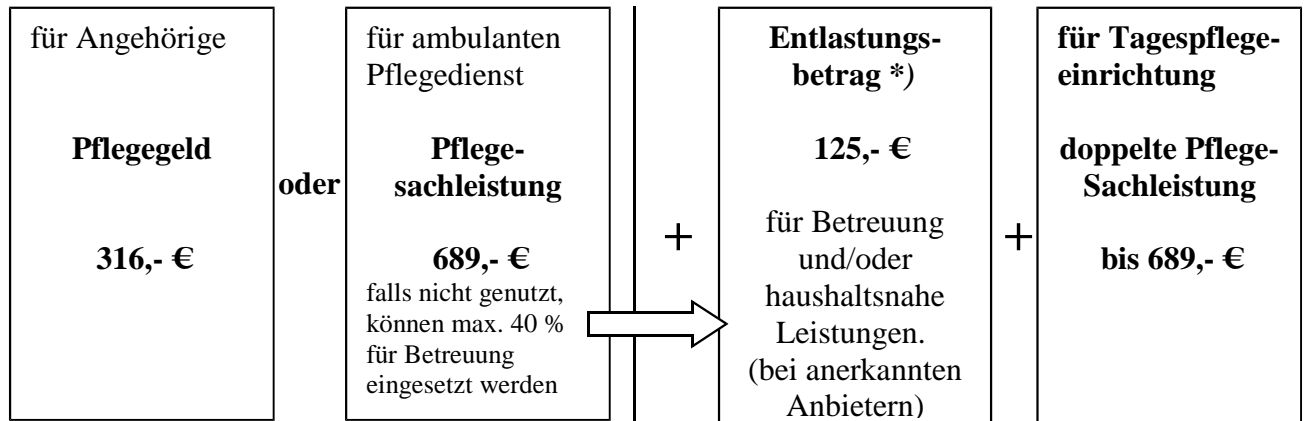 für Angehörige
Pflegegeld
316,- €
oder
für ambulanten
Pflegedienst
Pflege-
sachleistung
689,- €
falls nicht genutzt,
können max. 40 %
für Betreuung
eingesetzt werden
+
Entlastungs-
betrag *)
125,- €
für Betreuung
und/oder
haushaltsnahe
Leistungen.
(bei anerkannten
Anbietern)
+
für Tagespflege-
einrichtung
doppelte Pflege-
Sachleistung
bis 689,- €